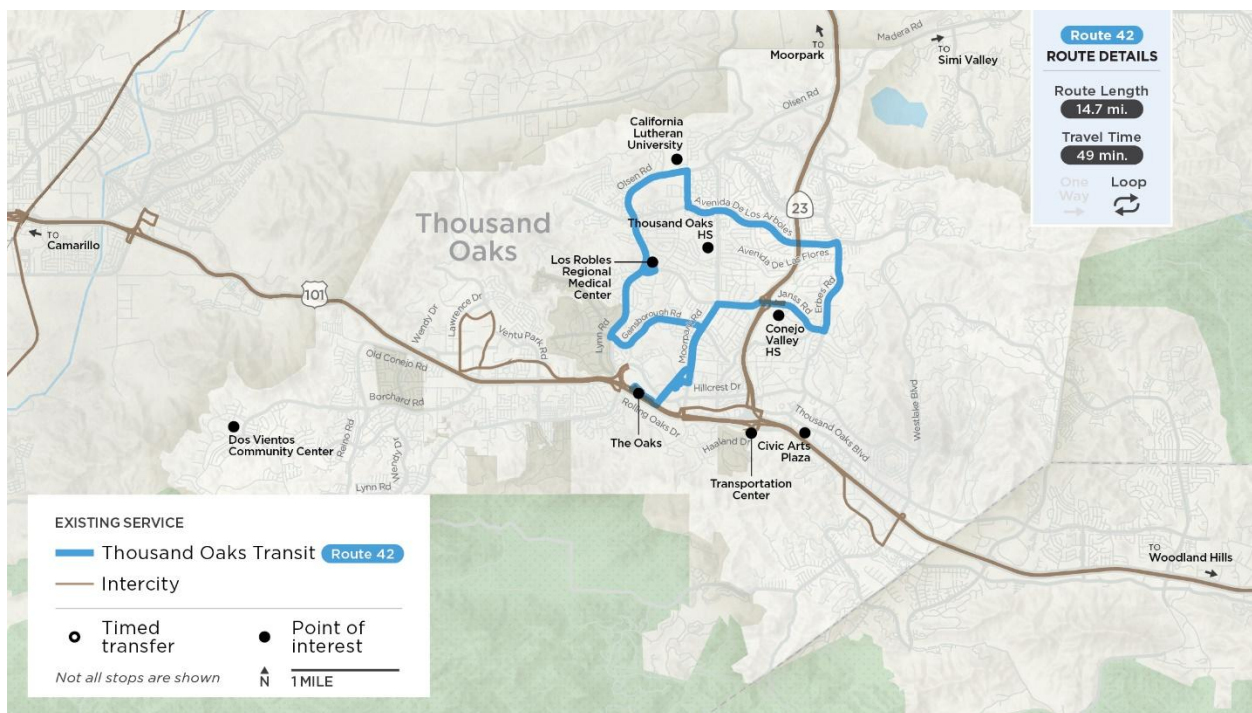 TO
Moorpark
Madera Rd
TO
Simi Valley
Olsen Rd
California
Lutheran
University
Olsen Rd
Avenida De Los Arboles
23
Thousand
Oaks
Thousand Oaks
HS
Avenida De Las Flores
Los Robles
Regional
Medical
Center
TO
Camarillo
101
Janss Rd
Erbes Rd
Conejo
Valley
HS
Wendy Dr
Lawrence Dr
Ventu Park Rd
Lynn Rd
Gainsborough Rd
Moorpark Rd
Old Conejo Rd
Borchard Rd
Hillcrest Dr
Rolling Oaks Dr
The Oaks
Haaland Dr
Civic Arts
Plaza
Thousand Oaks Blvd
Westlake Blvd
Transportation
Center
Dos Vientos
Community Center
Reino Rd
Wendy Dr
Lynn Rd
TO
Woodland Hills
Route 42
ROUTE DETAILS
Route Length
14.7 mi.
Travel Time
49 min.
One
Way
Loop
EXISTING SERVICE
Thousand Oaks Transit Route 42
Intercity
Timed
transfer
Point of
interest
Not all stops are shown
N
1 MILE